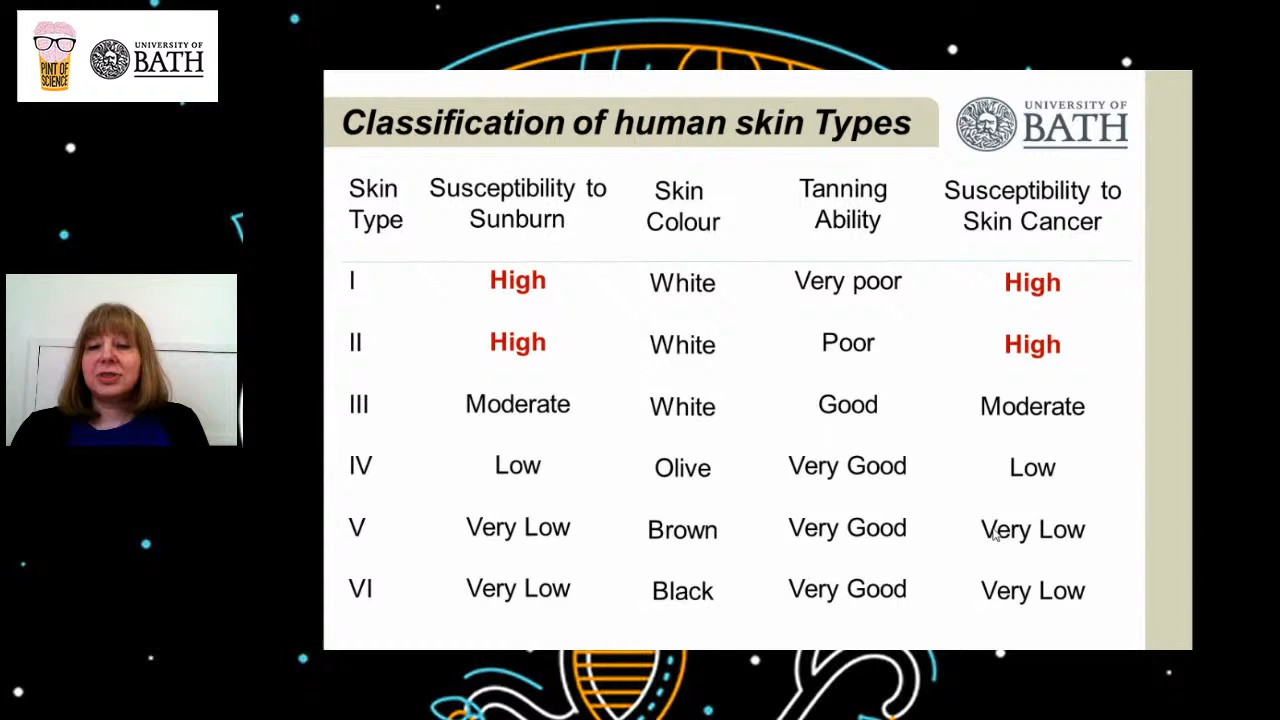 PINT OF
SCIENCE
UNIVERSITY OF
BATH
Classification of human skin Types
UNIVERSITY OF
BATH
Skin Type
Susceptibility to Sunburn
Skin Colour
Tanning Ability
Susceptibility to Skin Cancer
I High White Very poor High
II High White Poor High
III Moderate White Good Moderate
IV Low Olive Very Good Low
V Very Low Brown Very Good Very Low
VI Very Low Black Very Good Very Low